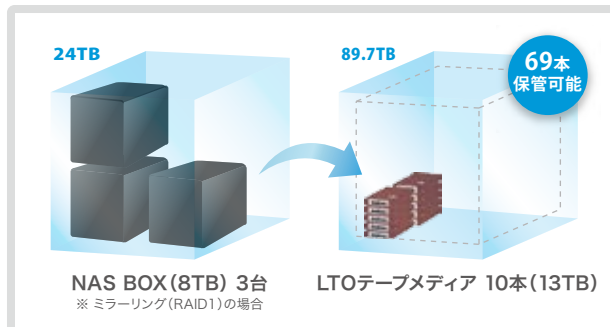 24TB
89.7TB
69本
保管可能
NAS BOX(8TB) 3台
※ ミラーリング(RAID1)の場合
LTOテープメディア 10本(13TB)